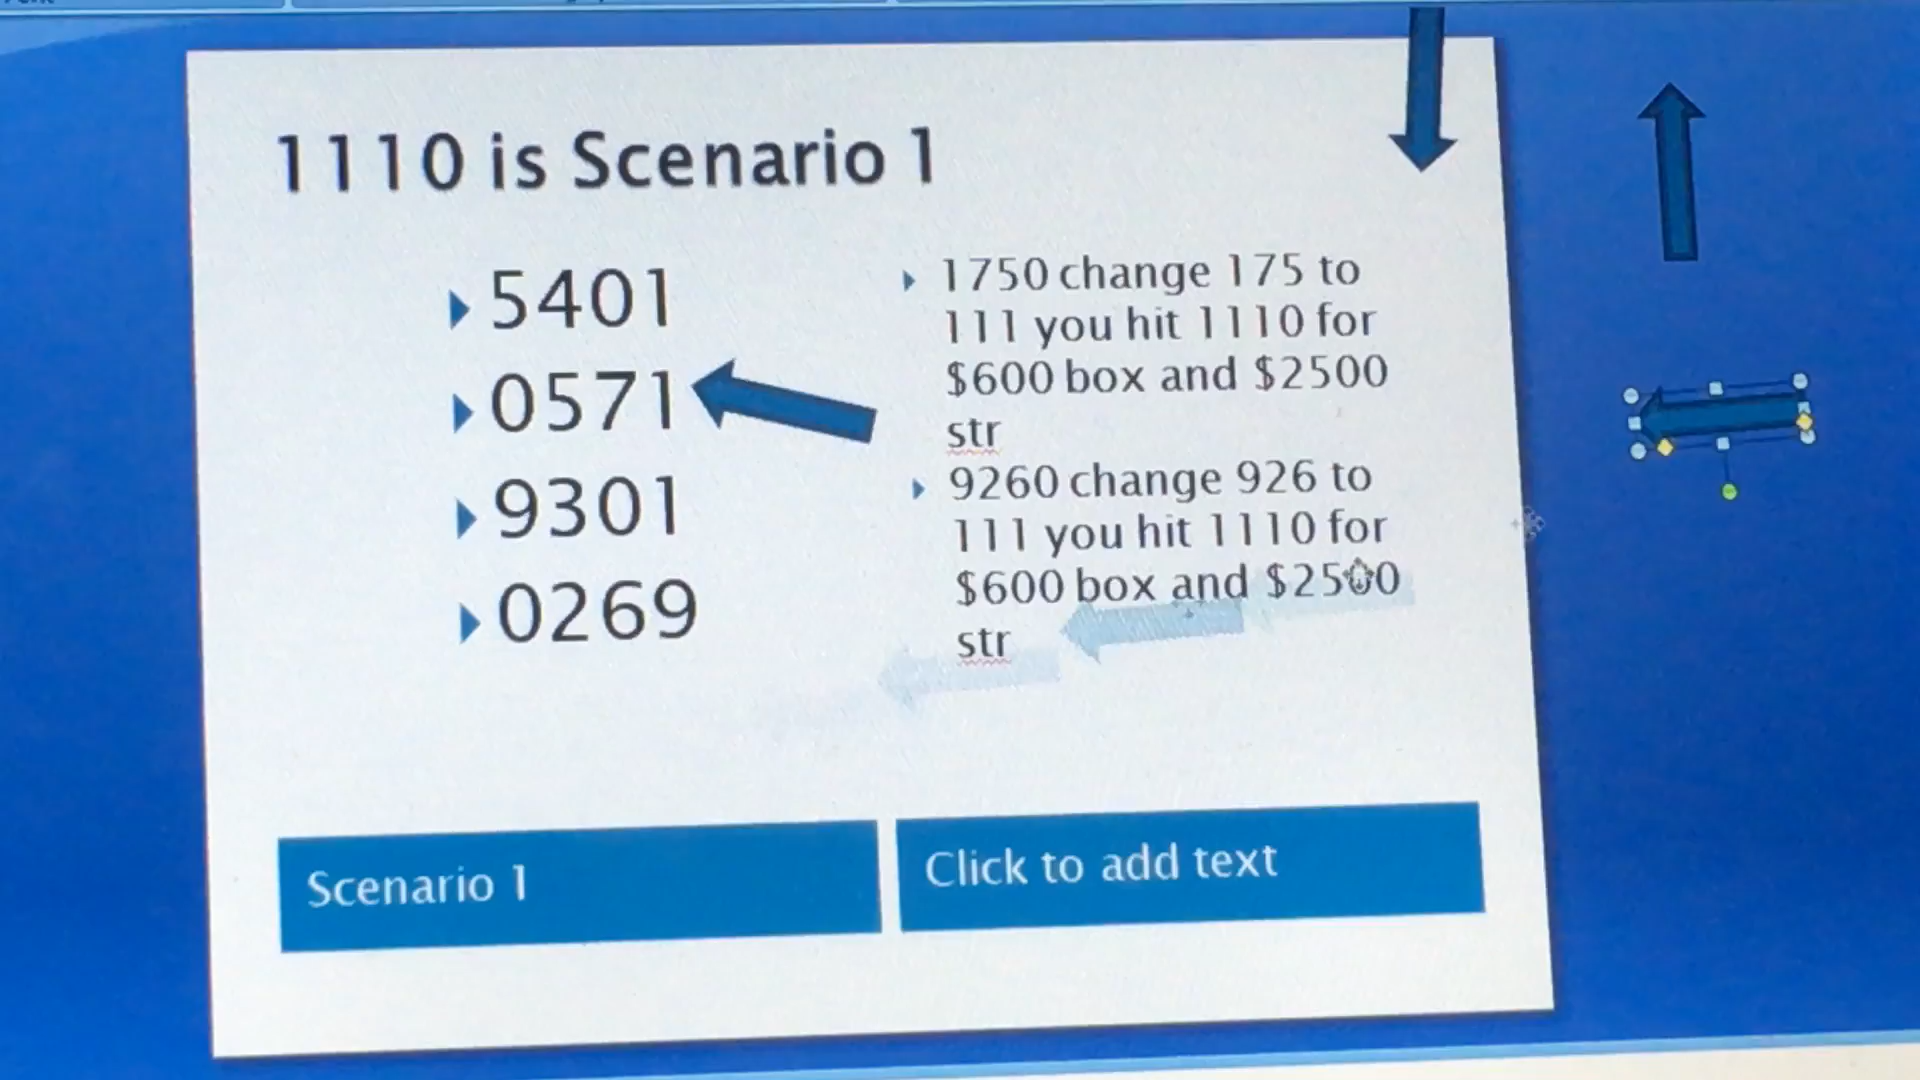 1110 is Scenario 1
5401
0571
9301
0269
1750 change 175 to
111 you hit 1110 for
$600 box and $2500
str
9260 change 926 to
111 you hit 1110 for
$600 box and $2500
str
Scenario 1
Click to add text